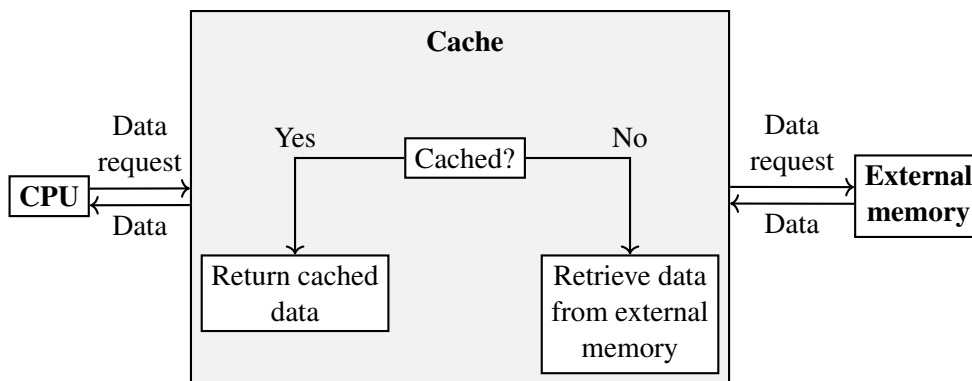 Cache
Data
request
CPU
Data
Yes
No
Cached?
Return cached
data
Retrieve data
from external
memory
Data
request
Data
External
memory